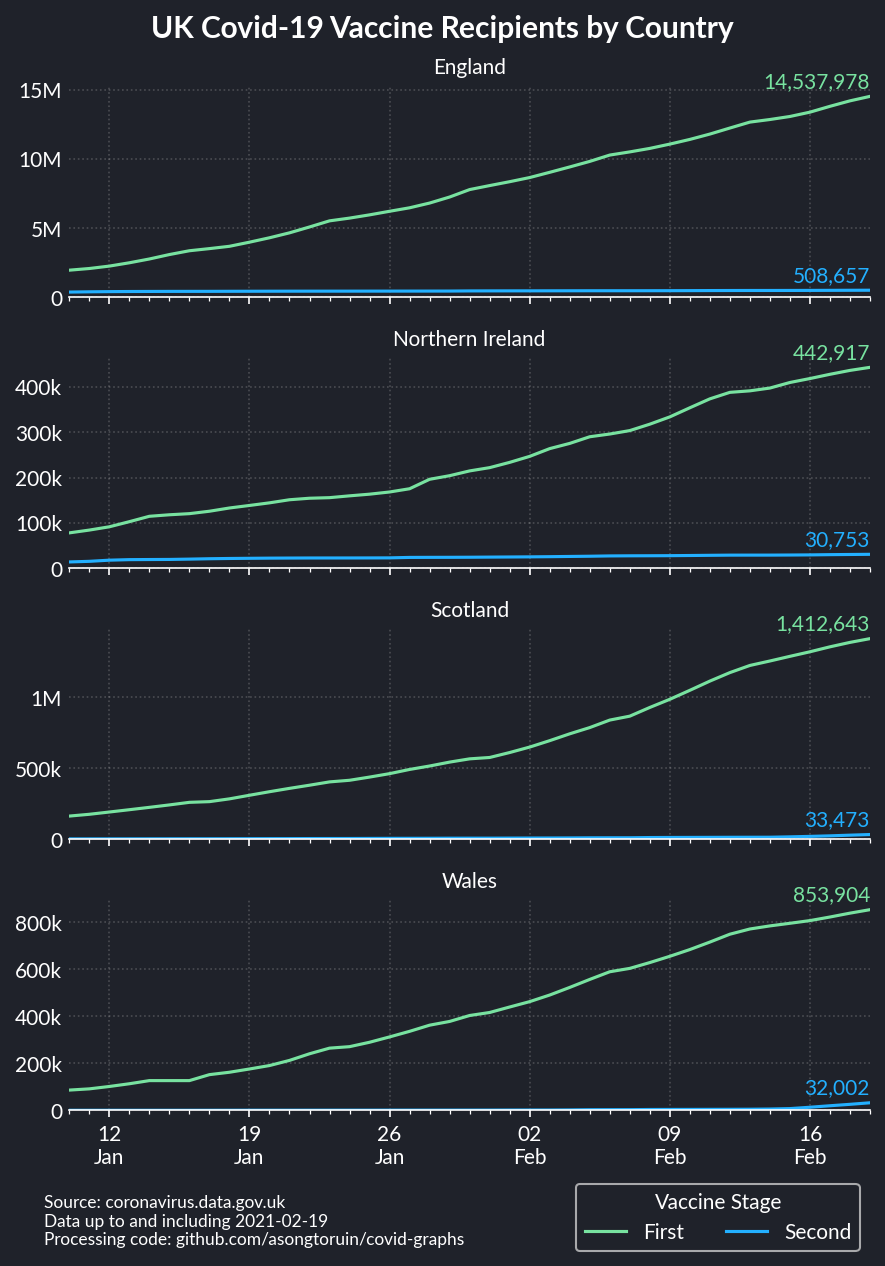 UK Covid-19 Vaccine Recipients by Country
England
14,537,978
15M
10M
5M
508,657
0
Northern Ireland
442,917
400k
300k
200k
100k
30,753
0
Scotland
1,412,643
1M
500k
33,473
0
Wales
853,904
800k
600k
400k
200k
32,002
0
12 19 26 02 09 16
Jan Jan Jan Feb Feb Feb
Source: coronavirus.data.gov.uk
Data up to and including 2021-02-19
Processing code: github.com/asongtoruin/covid-graphs
Vaccine Stage
First Second